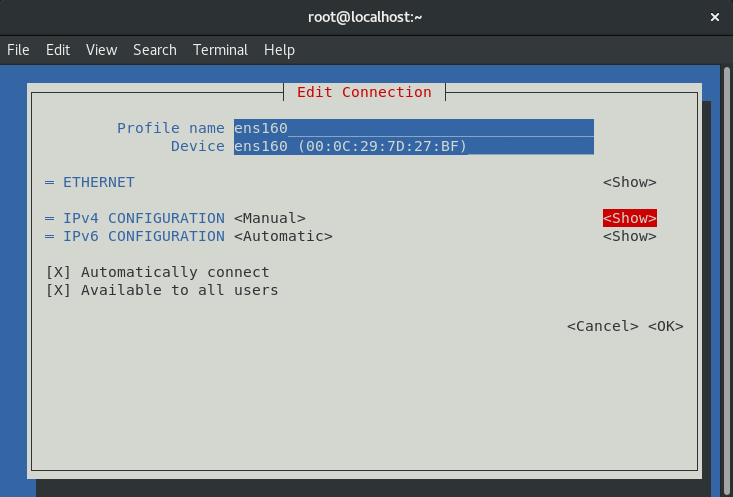 root@localhost:~ ×
File Edit View Search Terminal Help
Edit Connection
Profile name ens160
Device ens160 (00:0C:29:7D:27:BF)
= ETHERNET <Show>
= IPv4 CONFIGURATION <Manual> <Show>
= IPv6 CONFIGURATION <Automatic> <Show>
[X] Automatically connect
[X] Available to all users
<Cancel> <OK>